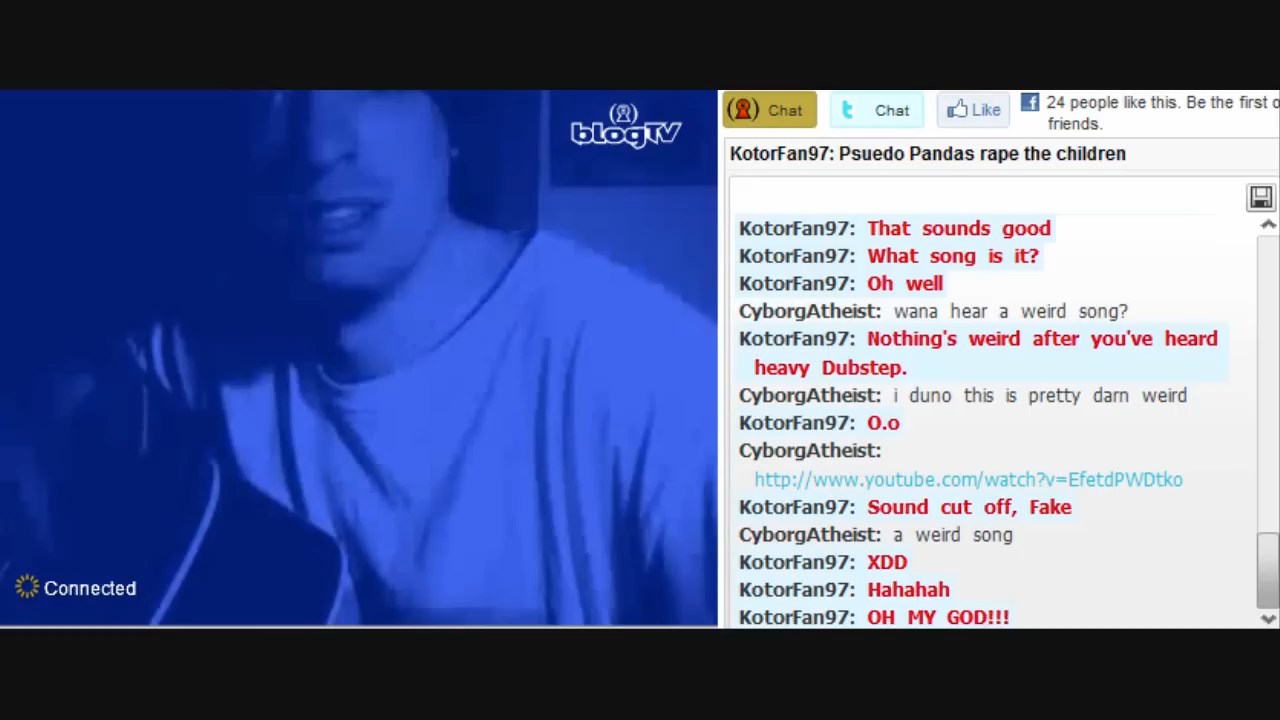 blogTV
Connected
Chat
Chat
Like
24 people like this. Be the first o
friends.
KotorFan97: Psuedo Pandas rape the children
KotorFan97: That sounds good
KotorFan97: What song is it?
KotorFan97: Oh well
CyborgAtheist: wana hear a weird song?
KotorFan97: Nothing's weird after you've heard
heavy Dubstep.
CyborgAtheist: i duno this is pretty darn weird
KotorFan97: O.o
CyborgAtheist:
http://www.youtube.com/watch?v=EfetdPWDtko
KotorFan97: Sound cut off, Fake
CyborgAtheist: a weird song
KotorFan97: XDD
KotorFan97: Hahahah
KotorFan97: OH MY GOD!!!